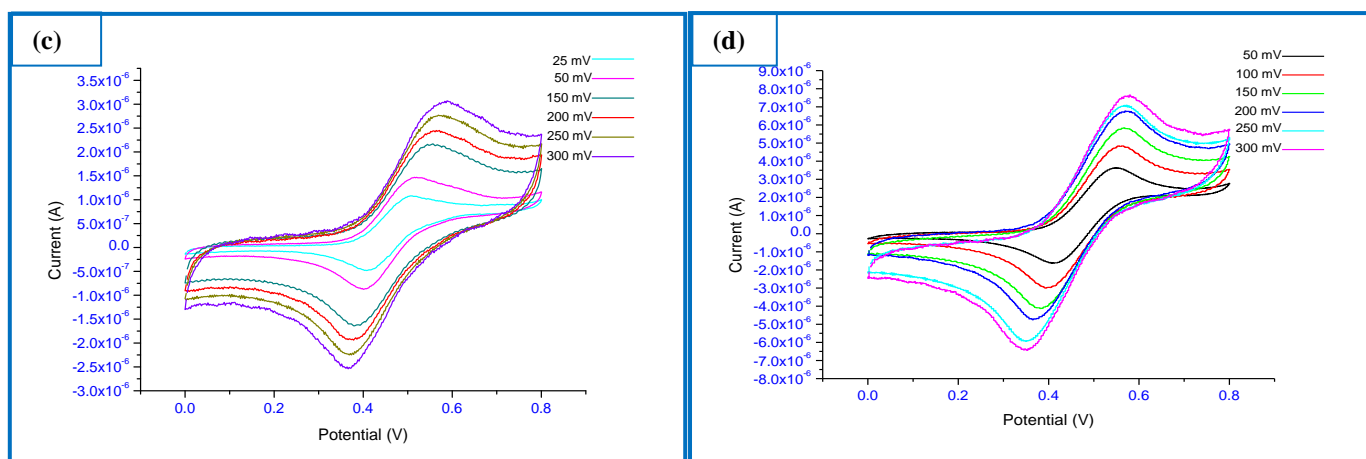 (c)
25 mV
50 mV
150 mV
200 mV
250 mV
300 mV
3.5x10⁻⁶
3.0x10⁻⁶
2.5x10⁻⁶
2.0x10⁻⁶
1.5x10⁻⁶
1.0x10⁻⁶
5.0x10⁻⁷
0.0
-5.0x10⁻⁷
-1.0x10⁻⁶
-1.5x10⁻⁶
-2.0x10⁻⁶
-2.5x10⁻⁶
-3.0x10⁻⁶
Current (A)
0.0 0.2 0.4 0.6 0.8
Potential (V)
(d)
50 mV
100 mV
150 mV
200 mV
250 mV
300 mV
9.0x10⁻⁶
8.0x10⁻⁶
7.0x10⁻⁶
6.0x10⁻⁶
5.0x10⁻⁶
4.0x10⁻⁶
3.0x10⁻⁶
2.0x10⁻⁶
1.0x10⁻⁶
0.0
-1.0x10⁻⁶
-2.0x10⁻⁶
-3.0x10⁻⁶
-4.0x10⁻⁶
-5.0x10⁻⁶
-6.0x10⁻⁶
-7.0x10⁻⁶
-8.0x10⁻⁶
Current (A)
0.0 0.2 0.4 0.6 0.8
Potential (V)